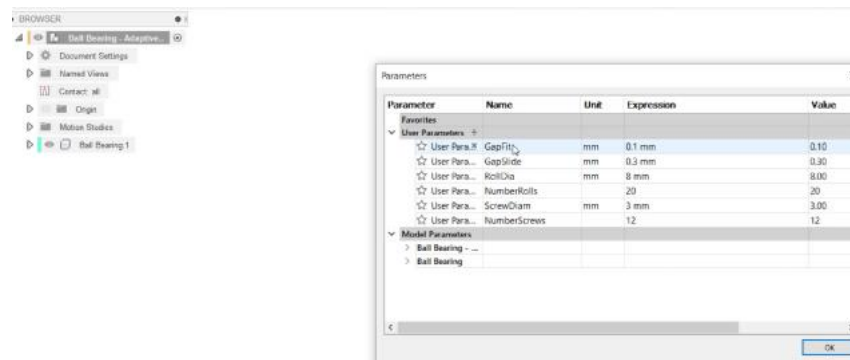 BROWSER
Ball Bearing - Adaptive...
Document Settings
Named Views
Contact: all
Origin
Motion Studies
Ball Bearing:1
Parameters
Parameter Name Unit Expression Value
Favorites
User Parameters +
User Para... GapFit mm 0.1 mm 0.10
User Para... GapSlide mm 0.3 mm 0.30
User Para... RollDia mm 8 mm 8.00
User Para... NumberRolls 20 20
User Para... ScrewDiam mm 3 mm 3.00
User Para... NumberScrews 12 12
Model Parameters
Ball Bearing - ...
Ball Bearing
OK